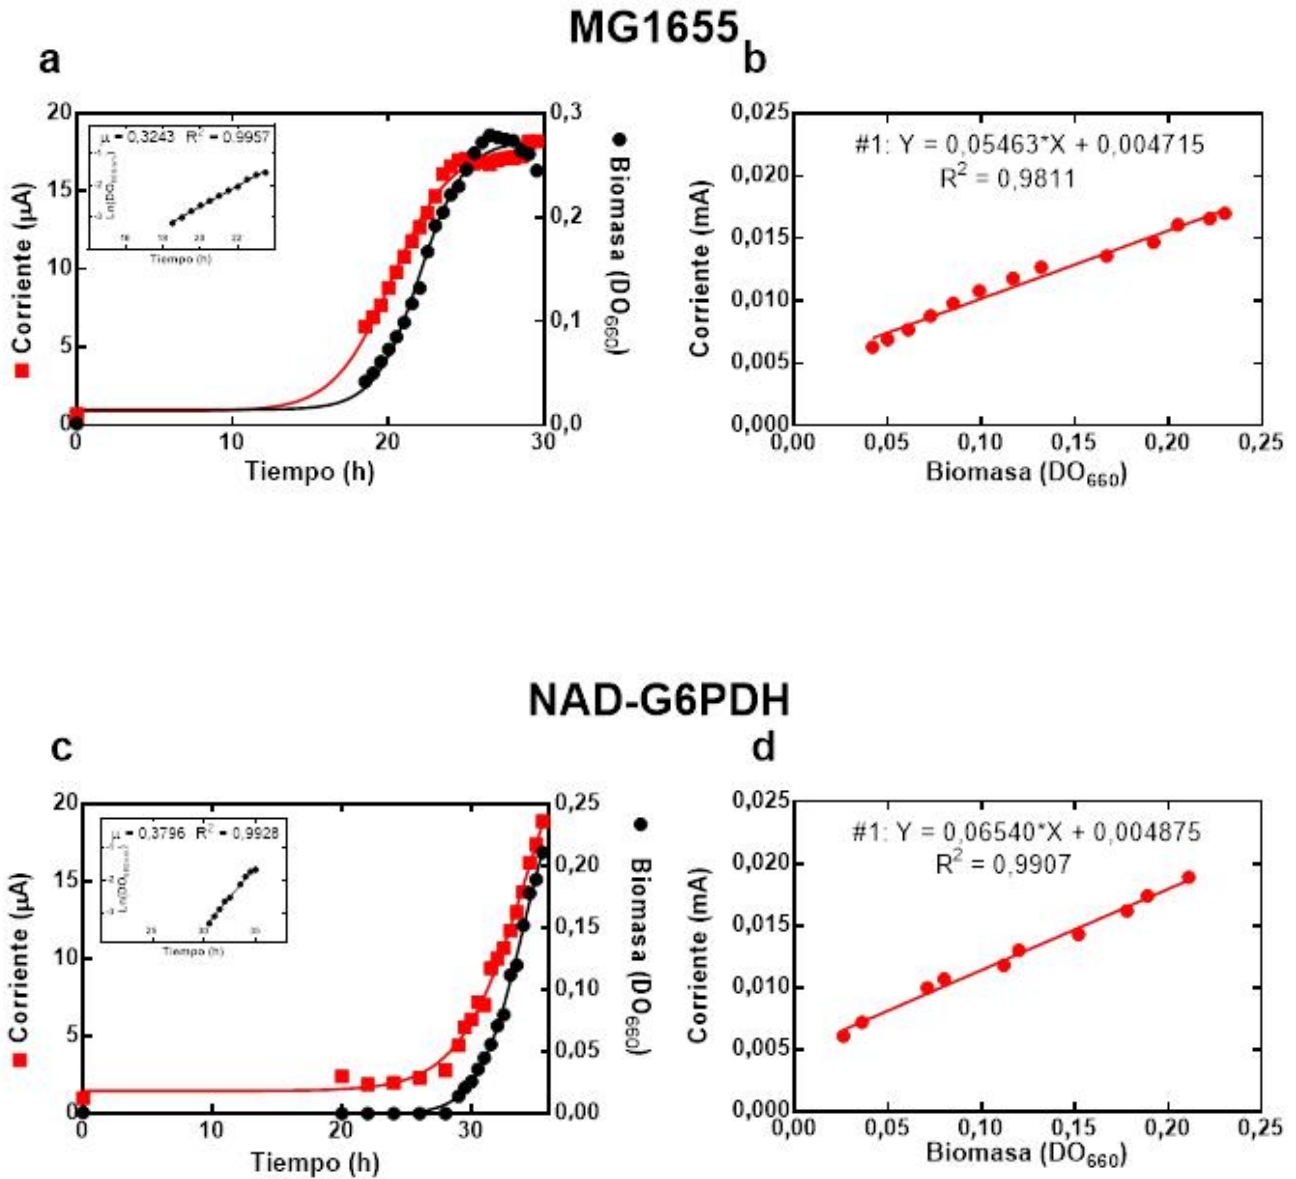 MG1655
a
20
15
10
5
0
0,3
0,2
0,1
0,0
0
10
20
30
Corriente (µA)
Biomasa (DO660)
Tiempo (h)
µ = 0,3243 R2 = 0,9957
16
18
20
22
Tiempo (h)
b
0,025
0,020
0,015
0,010
0,005
0,000
0,00
0,05
0,10
0,15
0,20
0,25
#1: Y = 0,05463*X + 0,004715
R2 = 0,9811
Corriente (mA)
Biomasa (DO660)
NAD-G6PDH
c
20
15
10
5
0
0,25
0,20
0,15
0,10
0,05
0,00
0
10
20
30
Corriente (µA)
Biomasa (DO660)
Tiempo (h)
µ = 0,3796 R2 = 0,9928
25
30
35
Tiempo (h)
d
0,025
0,020
0,015
0,010
0,005
0,000
0,00
0,05
0,10
0,15
0,20
0,25
#1: Y = 0,06540*X + 0,004875
R2 = 0,9907
Corriente (mA)
Biomasa (DO660)